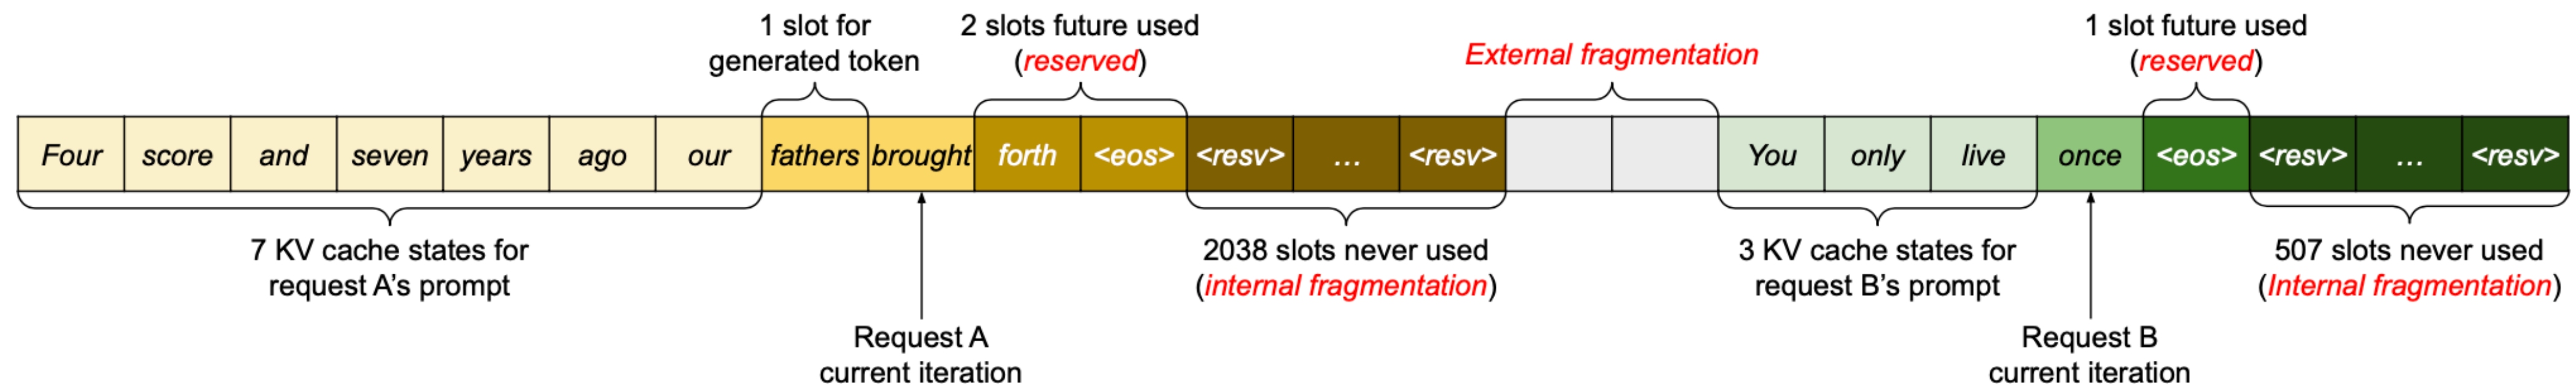 1 slot for
generated token
2 slots future used
(reserved)
External fragmentation
1 slot future used
(reserved)
Four score and seven years ago our fathers brought forth <eos> <resv> ... <resv> You only live once <eos> <resv> ... <resv>
7 KV cache states for
request A's prompt
2038 slots never used
(internal fragmentation)
3 KV cache states for
request B's prompt
507 slots never used
(Internal fragmentation)
Request A
current iteration
Request B
current iteration